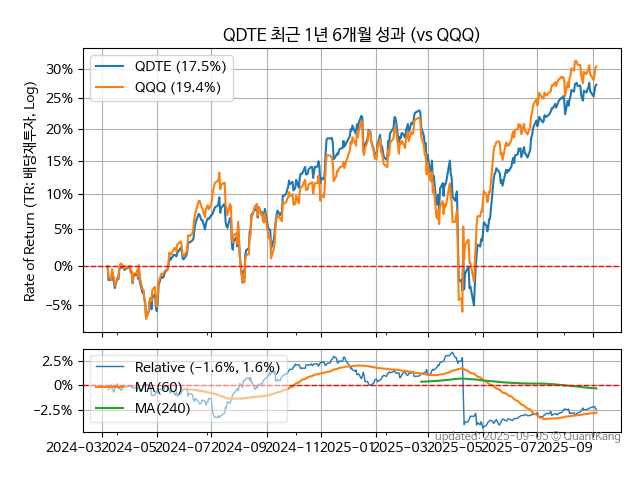 QDTE 최근 1년 6개월 성과 (vs QQQ)
QDTE (17.5%)
QQQ (19.4%)
Rate of Return (TR: 배당재투자, Log)
30%
25%
20%
15%
10%
5%
0%
−5%
Relative (−1.6%, 1.6%)
MA(60)
MA(240)
2.5%
0%
−2.5%
updated: 2025-09-05 © QuantKang
2024-03 2024-05 2024-07 2024-09 2024-11 2025-01 2025-03 2025-05 2025-07 2025-09